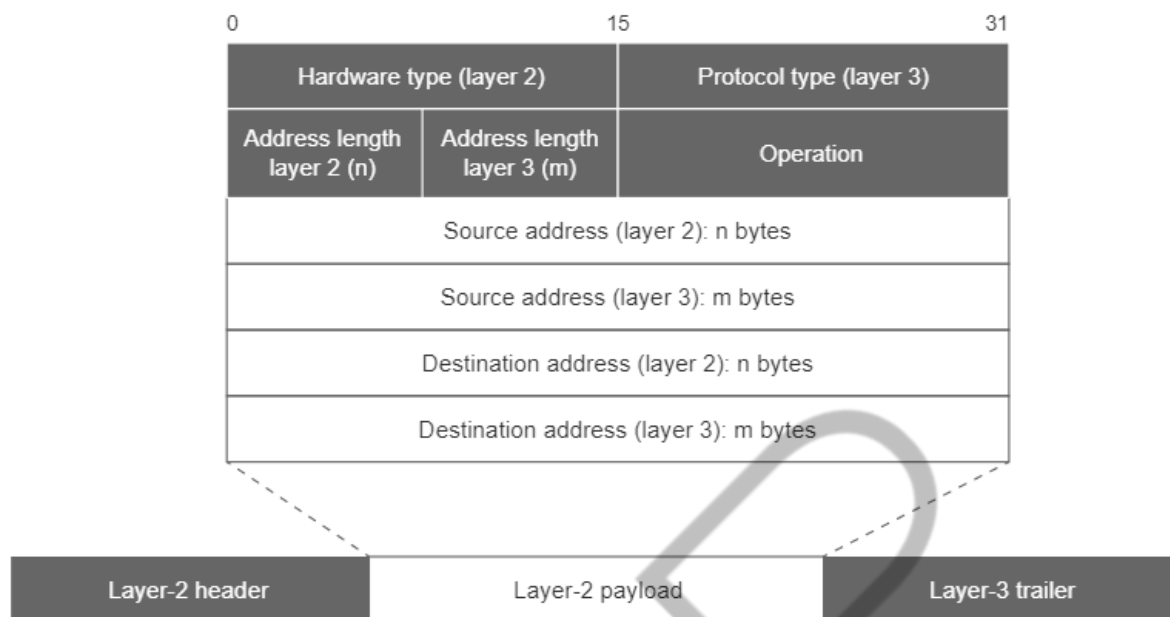 0 15 31
Hardware type (layer 2) Protocol type (layer 3)
Address length
layer 2 (n)
Address length
layer 3 (m)
Operation
Source address (layer 2): n bytes
Source address (layer 3): m bytes
Destination address (layer 2): n bytes
Destination address (layer 3): m bytes
Layer-2 header Layer-2 payload Layer-3 trailer